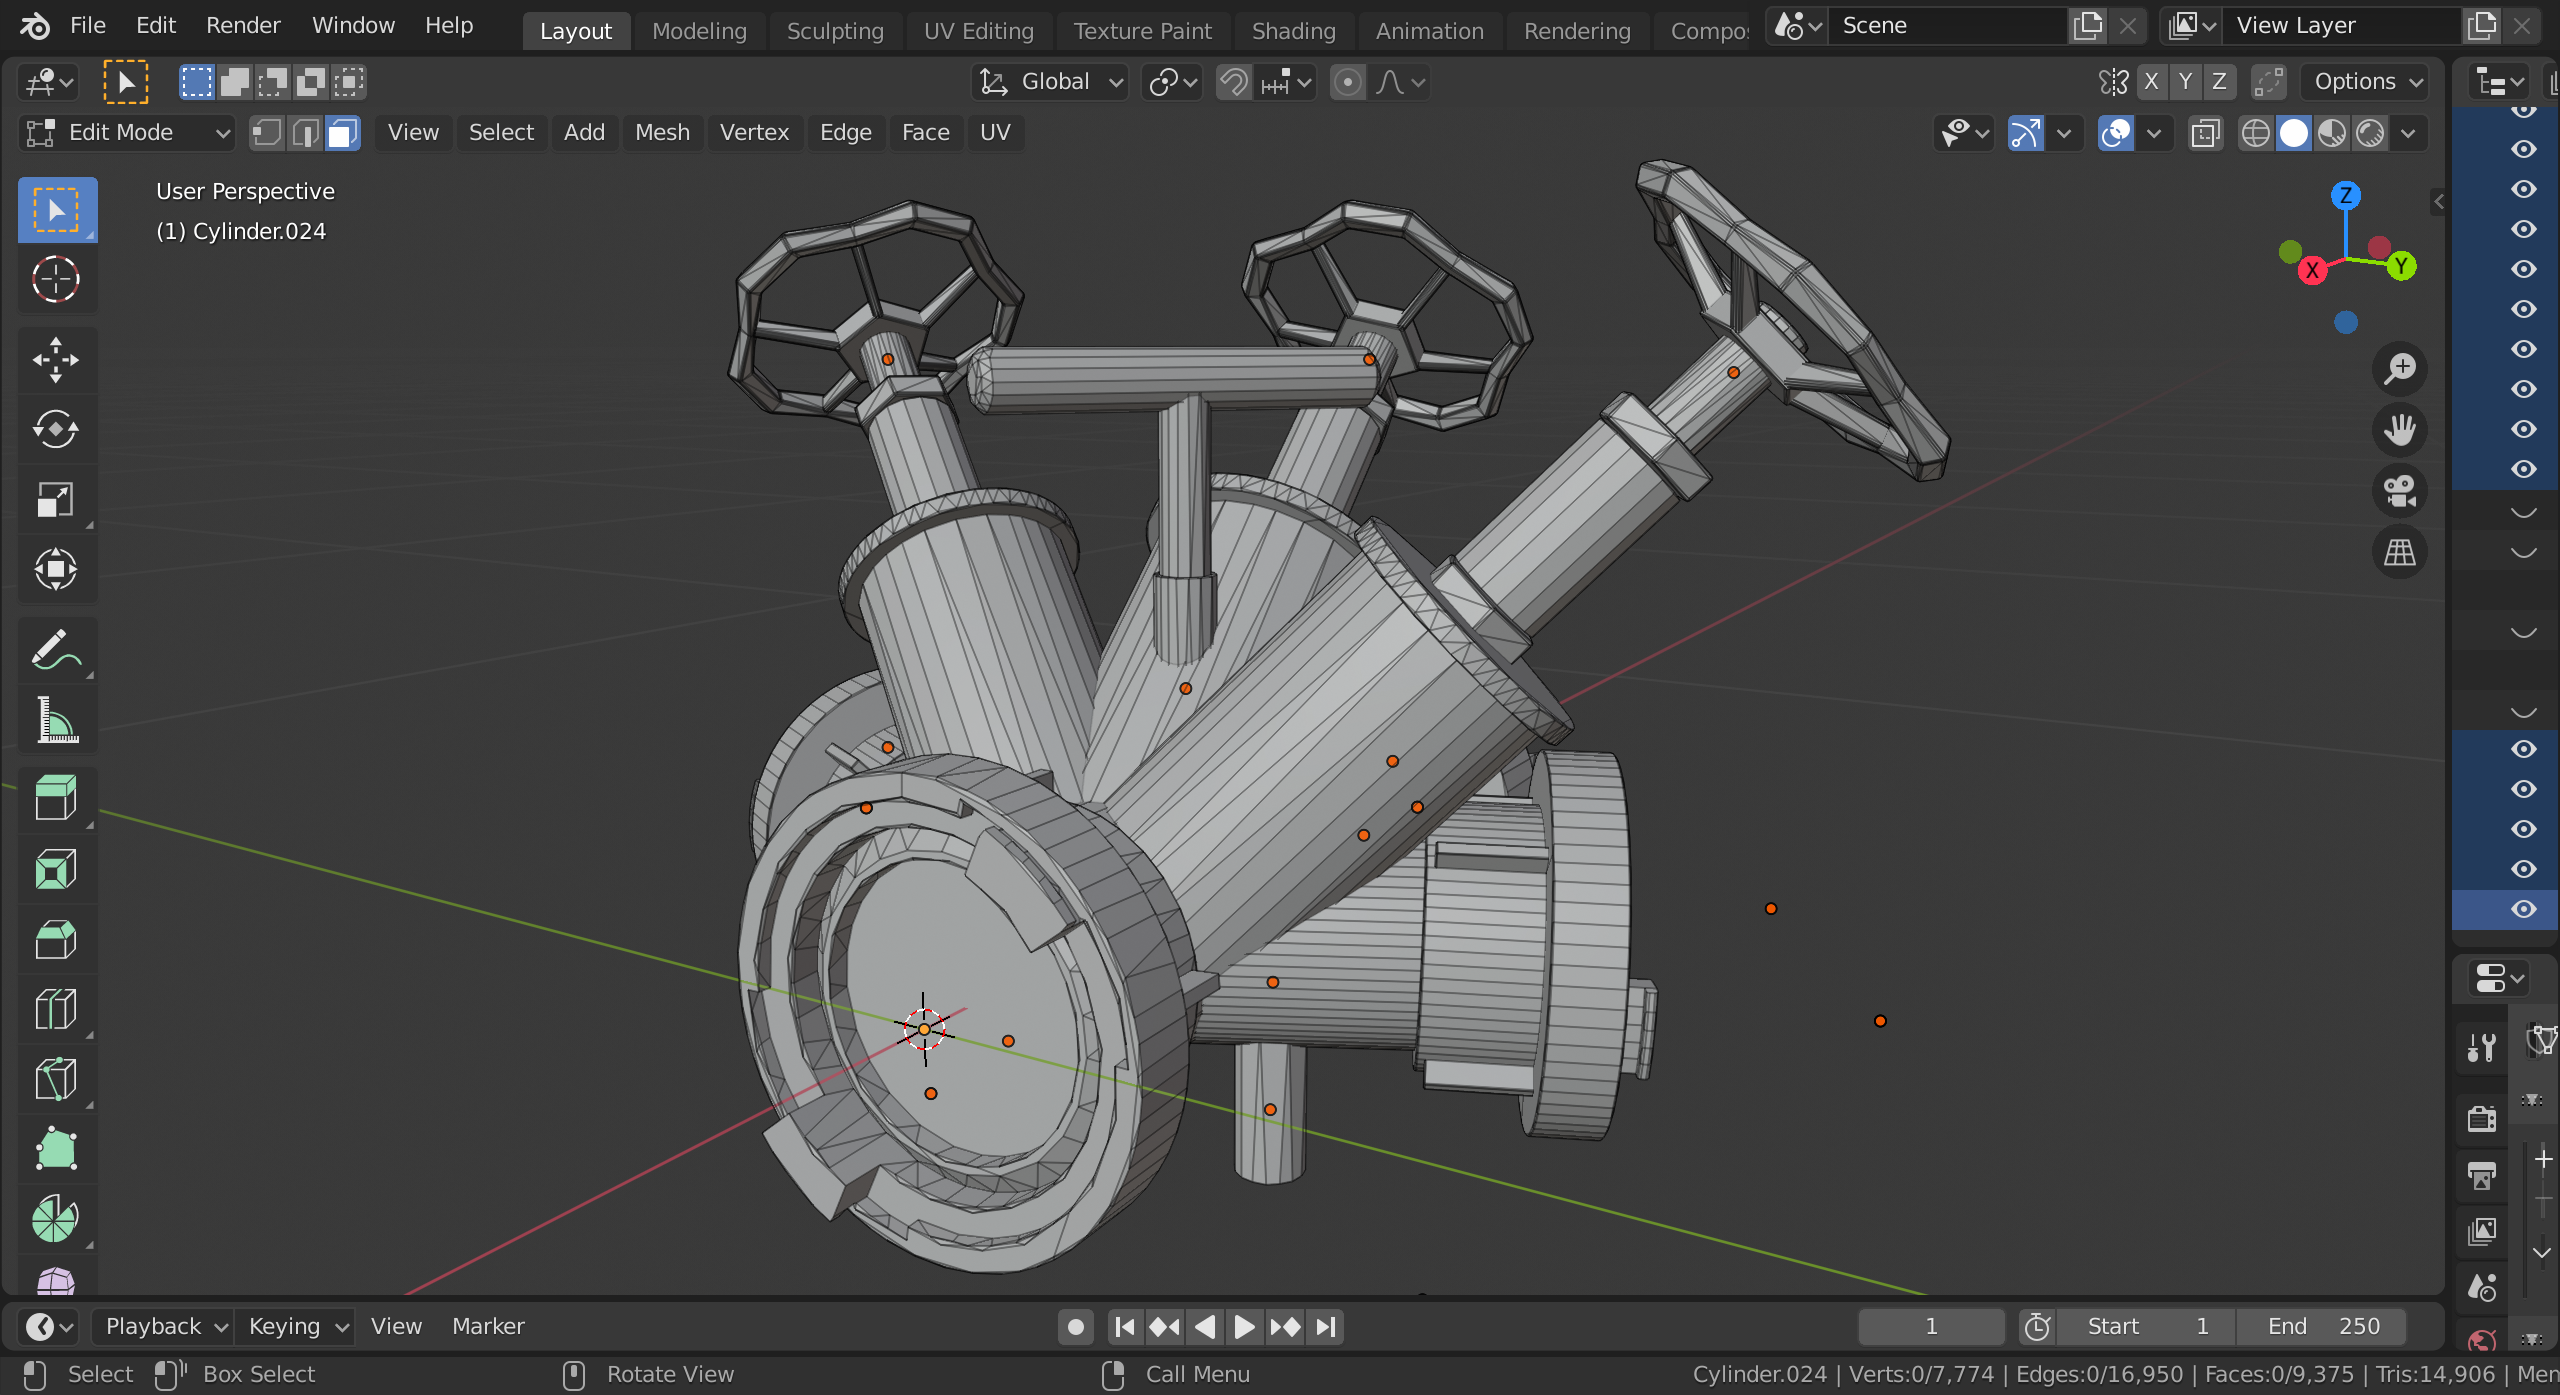 File Edit Render Window Help Layout Modeling Sculpting UV Editing Texture Paint Shading Animation Rendering Scene View Layer
Global X Y Z Options
Edit Mode View Select Add Mesh Vertex Edge Face UV
User Perspective
(1) Cylinder.024
Z
X
Y
Playback Keying View Marker 1 Start 1 End 250
Select Box Select Rotate View Call Menu Cylinder.024 | Verts:0/7,774 | Edges:0/16,950 | Faces:0/9,375 | Tris:14,906 |